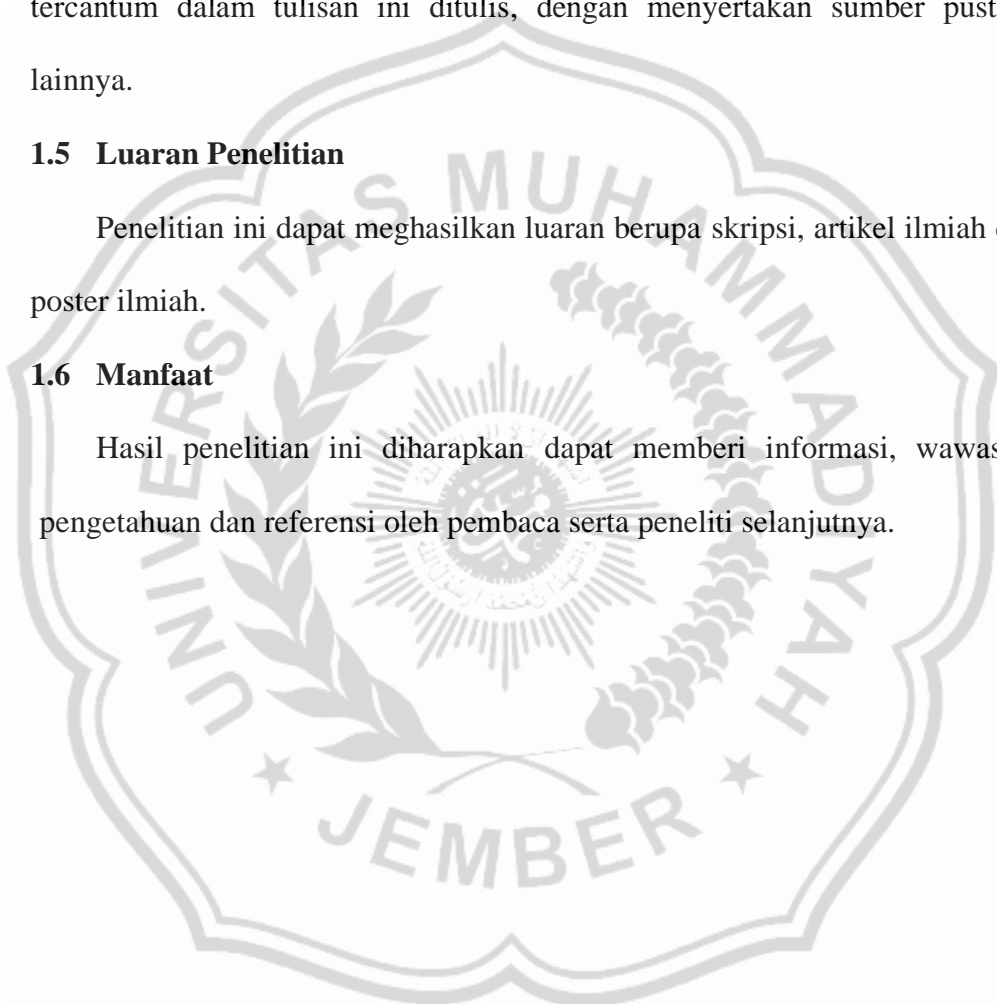 tercantum dalam tulisan ini ditulis, dengan menyertakan sumber pust
lainnya.
1.5 Luaran Penelitian
Penelitian ini dapat meghasilkan luaran berupa skripsi, artikel ilmiah
poster ilmiah.
1.6 Manfaat
Hasil penelitian ini diharapkan dapat memberi informasi, wawas
pengetahuan dan referensi oleh pembaca serta peneliti selanjutnya.
UNIVERSITAS MUHAMMADIYAH
JEMBER